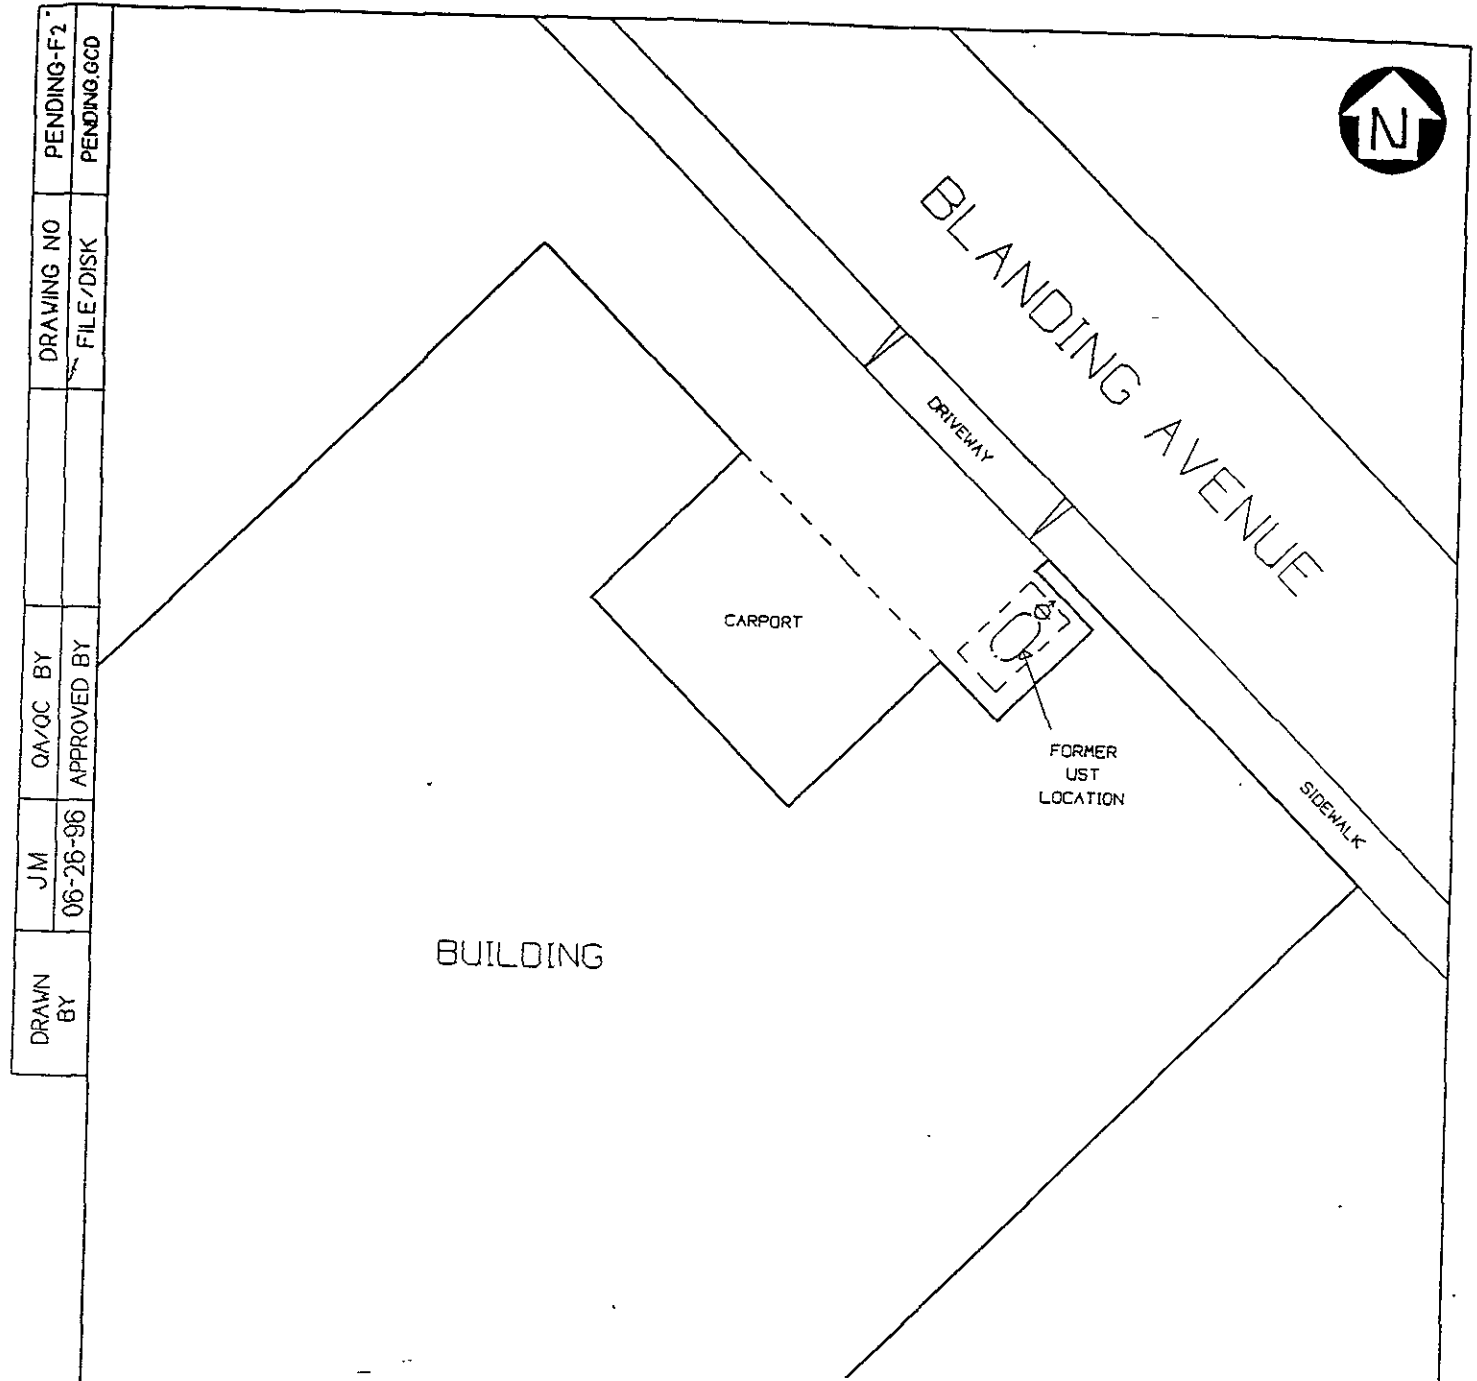 DRAWN
BY
JM
06-26-96
QA/QC BY
APPROVED BY
DRAWING NO
FILE/DISK
PENDING-F2
PENDING.GCD
N
BLANDING AVENUE
DRIVEWAY
CARPORT
FORMER
UST
LOCATION
SIDEWALK
BUILDING